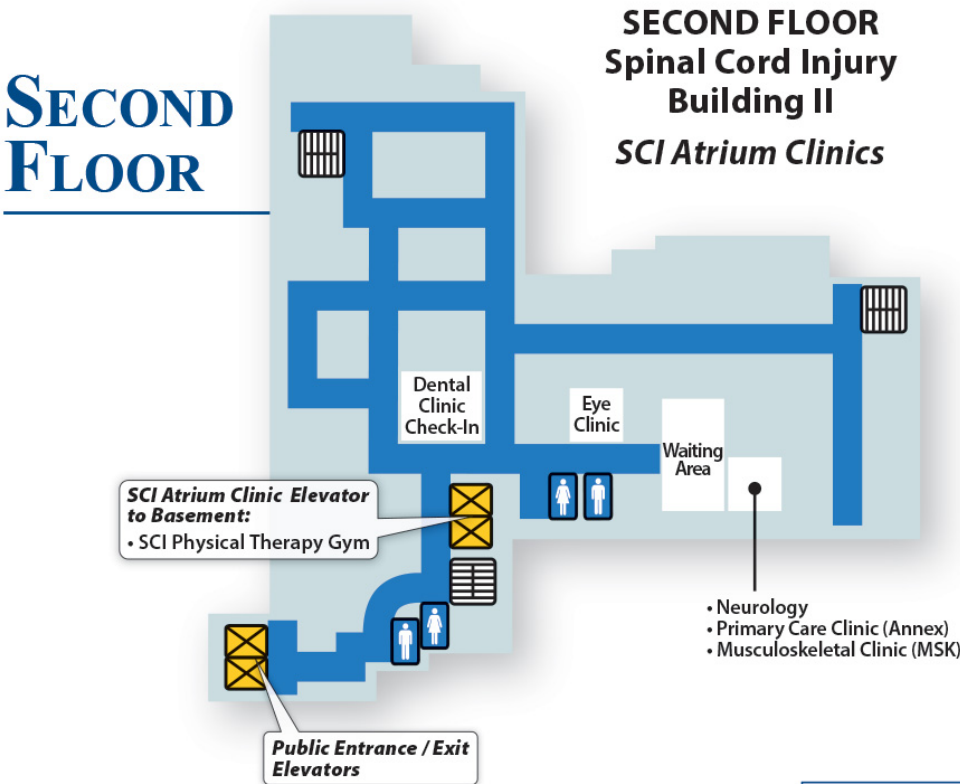 SECOND FLOOR
Spinal Cord Injury
Building II
SCI Atrium Clinics
SECOND
FLOOR
Dental
Clinic
Check-In
Eye
Clinic
Waiting
Area
SCI Atrium Clinic Elevator
to Basement:
• SCI Physical Therapy Gym
• Neurology
• Primary Care Clinic (Annex)
• Musculoskeletal Clinic (MSK)
Public Entrance / Exit
Elevators